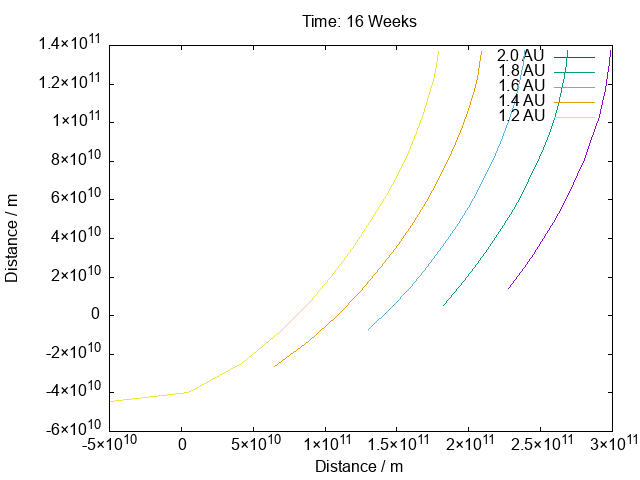 Time: 16 Weeks
1.4×10¹¹
1.2×10¹¹
1×10¹¹
8×10¹⁰
6×10¹⁰
4×10¹⁰
2×10¹⁰
0
-2×10¹⁰
-4×10¹⁰
-6×10¹⁰
Distance / m
2.0 AU
1.8 AU
1.6 AU
1.4 AU
1.2 AU
-5×10¹⁰ 0 5×10¹⁰ 1×10¹¹ 1.5×10¹¹ 2×10¹¹ 2.5×10¹¹ 3×10¹¹
Distance / m